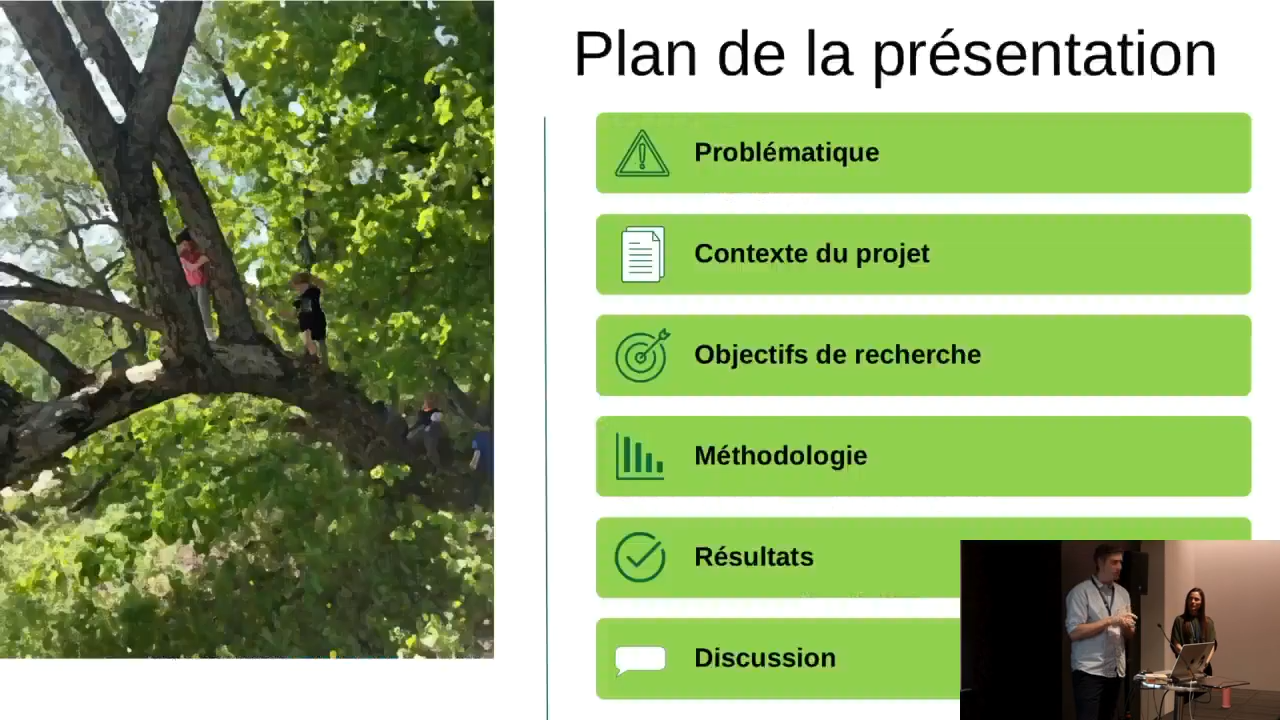 Plan de la présentation
Problématique
Contexte du projet
Objectifs de recherche
Méthodologie
Résultats
Discussion